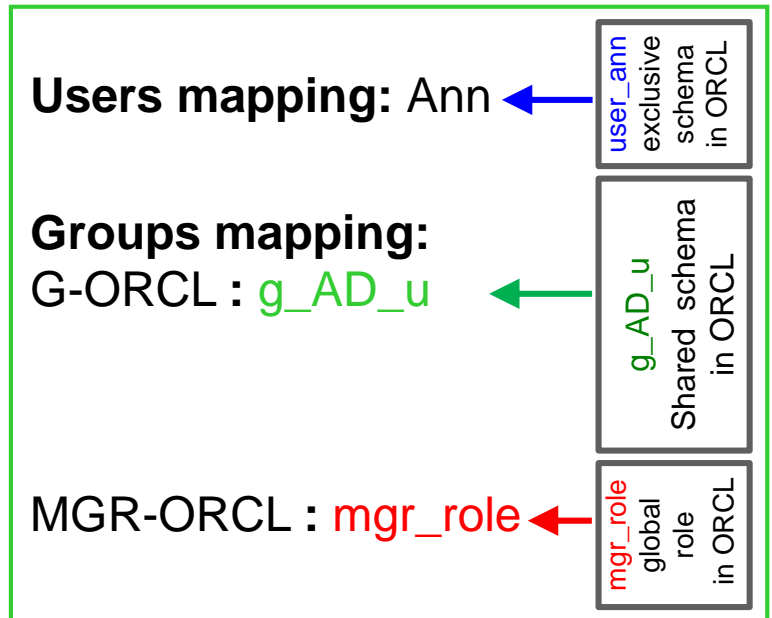 Users mapping: Ann
user_ann
exclusive
schema
in ORCL
Groups mapping:
G-ORCL : g_AD_u
g_AD_u
Shared schema
in ORCL
MGR-ORCL : mgr_role
mgr_role
global
role
in ORCL